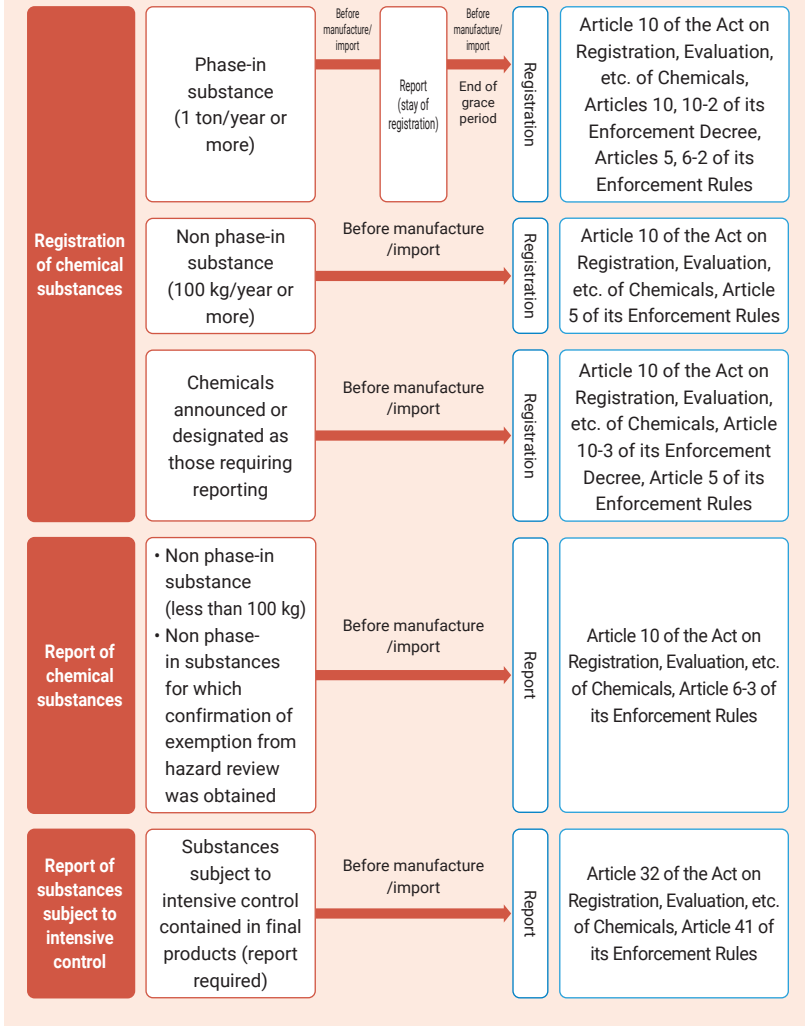 Registration
of chemical
substances
Phase-in
substance
(1 ton/year or
more)
Before
manufacture/
import
Report
(stay of
registration)
Before
manufacture/
import
End of
grace
period
Registration
Article 10 of the Act on
Registration, Evaluation,
etc. of Chemicals,
Articles 10, 10-2 of its
Enforcement Decree,
Articles 5, 6-2 of its
Enforcement Rules
Non phase-in
substance
(100 kg/year or
more)
Before manufacture
/import
Registration
Article 10 of the Act on
Registration, Evaluation,
etc. of Chemicals, Article
5 of its Enforcement Rules
Chemicals
announced or
designated as
those requiring
reporting
Before manufacture
/import
Registration
Article 10 of the Act on
Registration, Evaluation,
etc. of Chemicals, Article
10-3 of its Enforcement
Decree, Article 5 of its
Enforcement Rules
Report of
chemical
substances
• Non phase-in
substance
(less than 100 kg)
• Non phase-
in substances
for which
confirmation of
exemption from
hazard review
was obtained
Before manufacture
/import
Report
Article 10 of the Act on
Registration, Evaluation, etc.
of Chemicals, Article 6-3 of
its Enforcement Rules
Report of
substances
subject to
intensive
control
Substances
subject to
intensive control
contained in final
products (report
required)
Before manufacture
/import
Report
Article 32 of the Act on
Registration, Evaluation, etc.
of Chemicals, Article 41 of
its Enforcement Rules